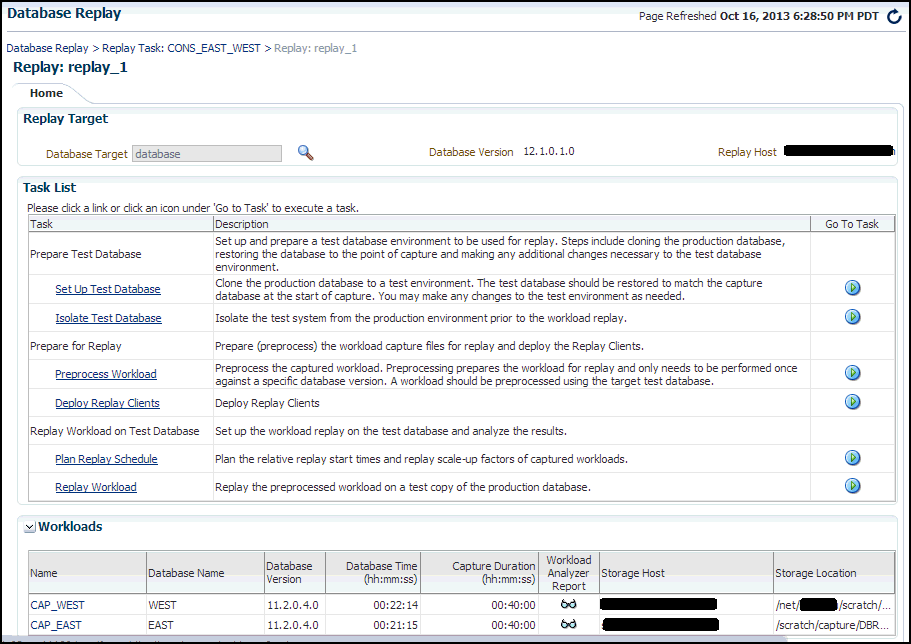 Database Replay
Page Refreshed Oct 16, 2013 6:28:50 PM PDT
Database Replay > Replay Task: CONS_EAST_WEST > Replay: replay_1
Replay: replay_1
Home
Replay Target
Database Target database Database Version 12.1.0.1.0 Replay Host
Task List
Please click a link or click an icon under 'Go to Task' to execute a task.
Task Description Go To Task
Prepare Test Database
Set up and prepare a test database environment to be used for replay. Steps include cloning the production database,
restoring the database to the point of capture and making any additional changes necessary to the test database
environment.
Set Up Test Database
Clone the production database to a test environment. The test database should be restored to match the capture
database at the start of capture. You may make any changes to the test environment as needed.
Isolate Test Database Isolate the test system from the production environment prior to the workload replay.
Prepare for Replay Prepare (preprocess) the workload capture files for replay and deploy the Replay Clients.
Preprocess Workload
Preprocess the captured workload. Preprocessing prepares the workload for replay and only needs to be performed once
against a specific database version. A workload should be preprocessed using the target test database.
Deploy Replay Clients Deploy Replay Clients
Replay Workload on Test Database Set up the workload replay on the test database and analyze the results.
Plan Replay Schedule Plan the relative replay start times and replay scale-up factors of captured workloads.
Replay Workload Replay the preprocessed workload on a test copy of the production database.
Workloads
Name
Database Name
Database
Version
Database Time
(hh:mm:ss)
Capture Duration
(hh:mm:ss)
Workload
Analyzer
Report
Storage Host
Storage Location
CAP_WEST WEST 11.2.0.4.0 00:22:14 00:40:00 /net/ /scratch/...
CAP_EAST EAST 11.2.0.4.0 00:21:15 00:40:00 /scratch/capture/DBR...